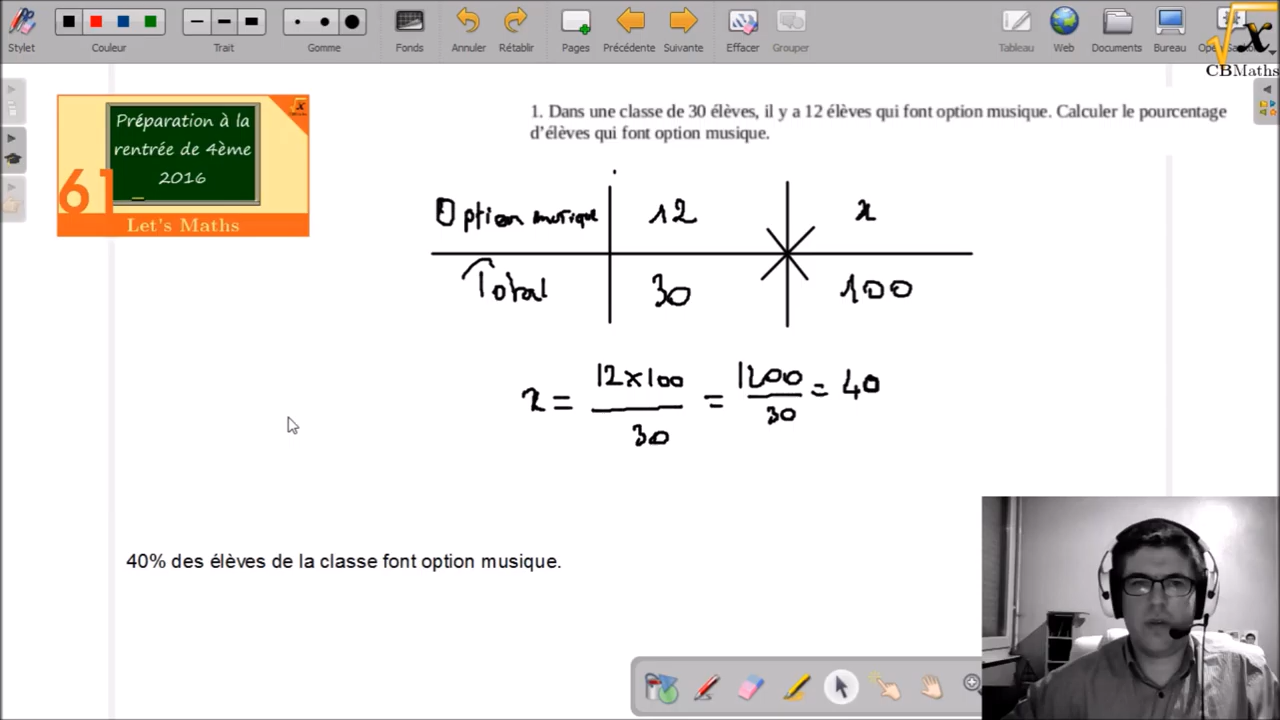 Stylet Couleur Trait Gomme Fonds Annuler Rétablir Pages Précédente Suivante Effacer Grouper Tableau Web Documents Bureau
CBMaths
Préparation à la
rentrée de 4ème
2016
61
Let's Maths
1. Dans une classe de 30 élèves, il y a 12 élèves qui font option musique. Calculer le pourcentage
d'élèves qui font option musique.
Option musique 12 x
Total 30 100
x = 12×100 / 30 = 1200 / 30 = 40
40% des élèves de la classe font option musique.